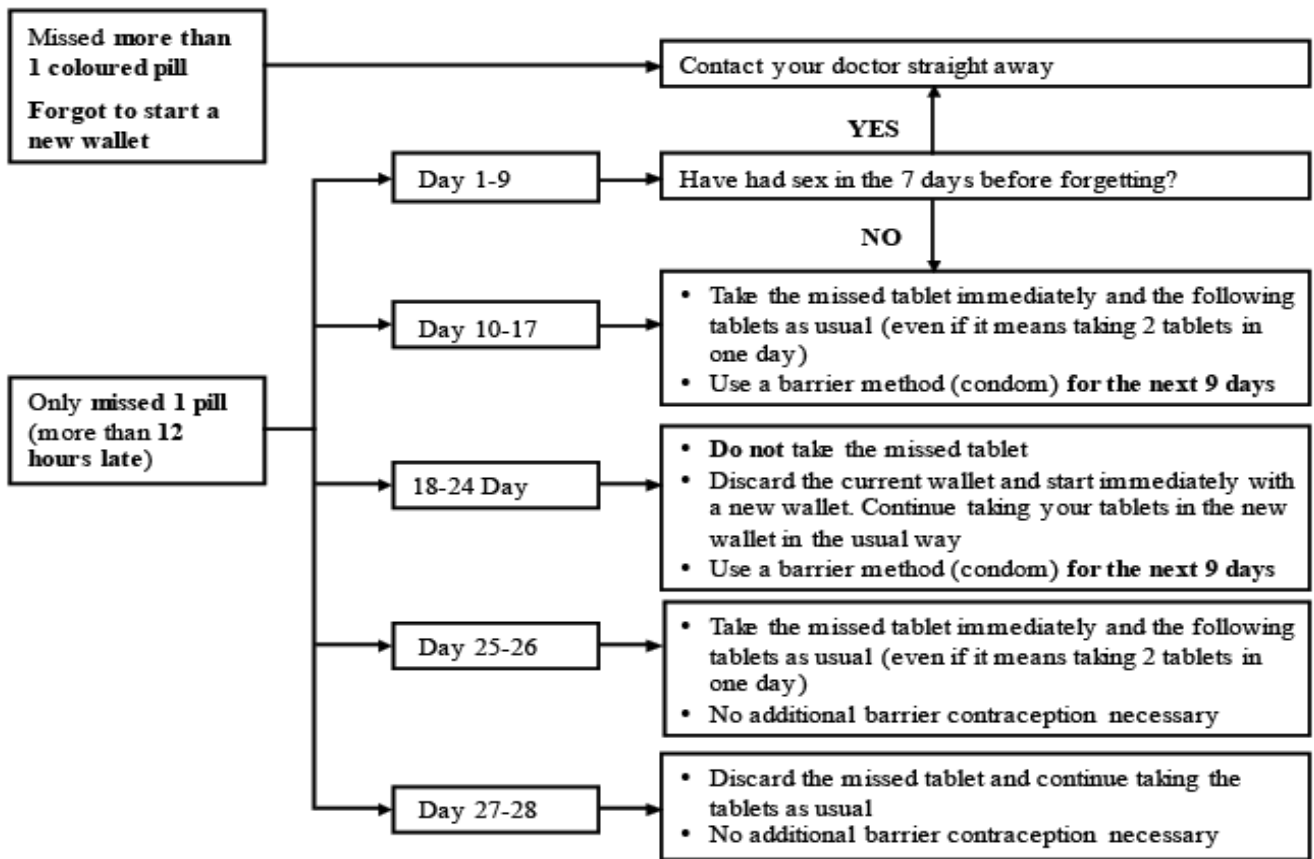 Missed more than
1 coloured pill
Forgot to start a
new wallet
Contact your doctor straight away
YES
Day 1-9
Have had sex in the 7 days before forgetting?
NO
Day 10-17
• Take the missed tablet immediately and the following
tablets as usual (even if it means taking 2 tablets in
one day)
• Use a barrier method (condom) for the next 9 days
Only missed 1 pill
(more than 12
hours late)
18-24 Day
• Do not take the missed tablet
• Discard the current wallet and start immediately with
a new wallet. Continue taking your tablets in the new
wallet in the usual way
• Use a barrier method (condom) for the next 9 days
Day 25-26
• Take the missed tablet immediately and the following
tablets as usual (even if it means taking 2 tablets in
one day)
• No additional barrier contraception necessary
Day 27-28
• Discard the missed tablet and continue taking the
tablets as usual
• No additional barrier contraception necessary